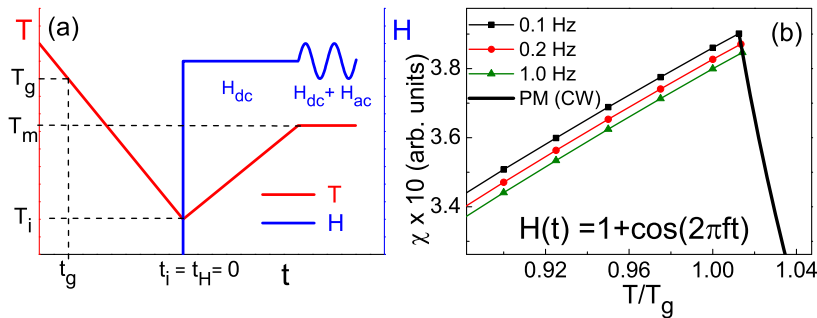 T
(a)
H
T_g
T_m
T_i
H_dc
H_dc + H_ac
T
H
t_g
t_i = t_H = 0
t
(b)
0.1 Hz
0.2 Hz
1.0 Hz
PM (CW)
3.8
3.6
3.4
χ x 10 (arb. units)
H(t) =1+cos(2πft)
0.92
0.96
1.00
1.04
T/T_g